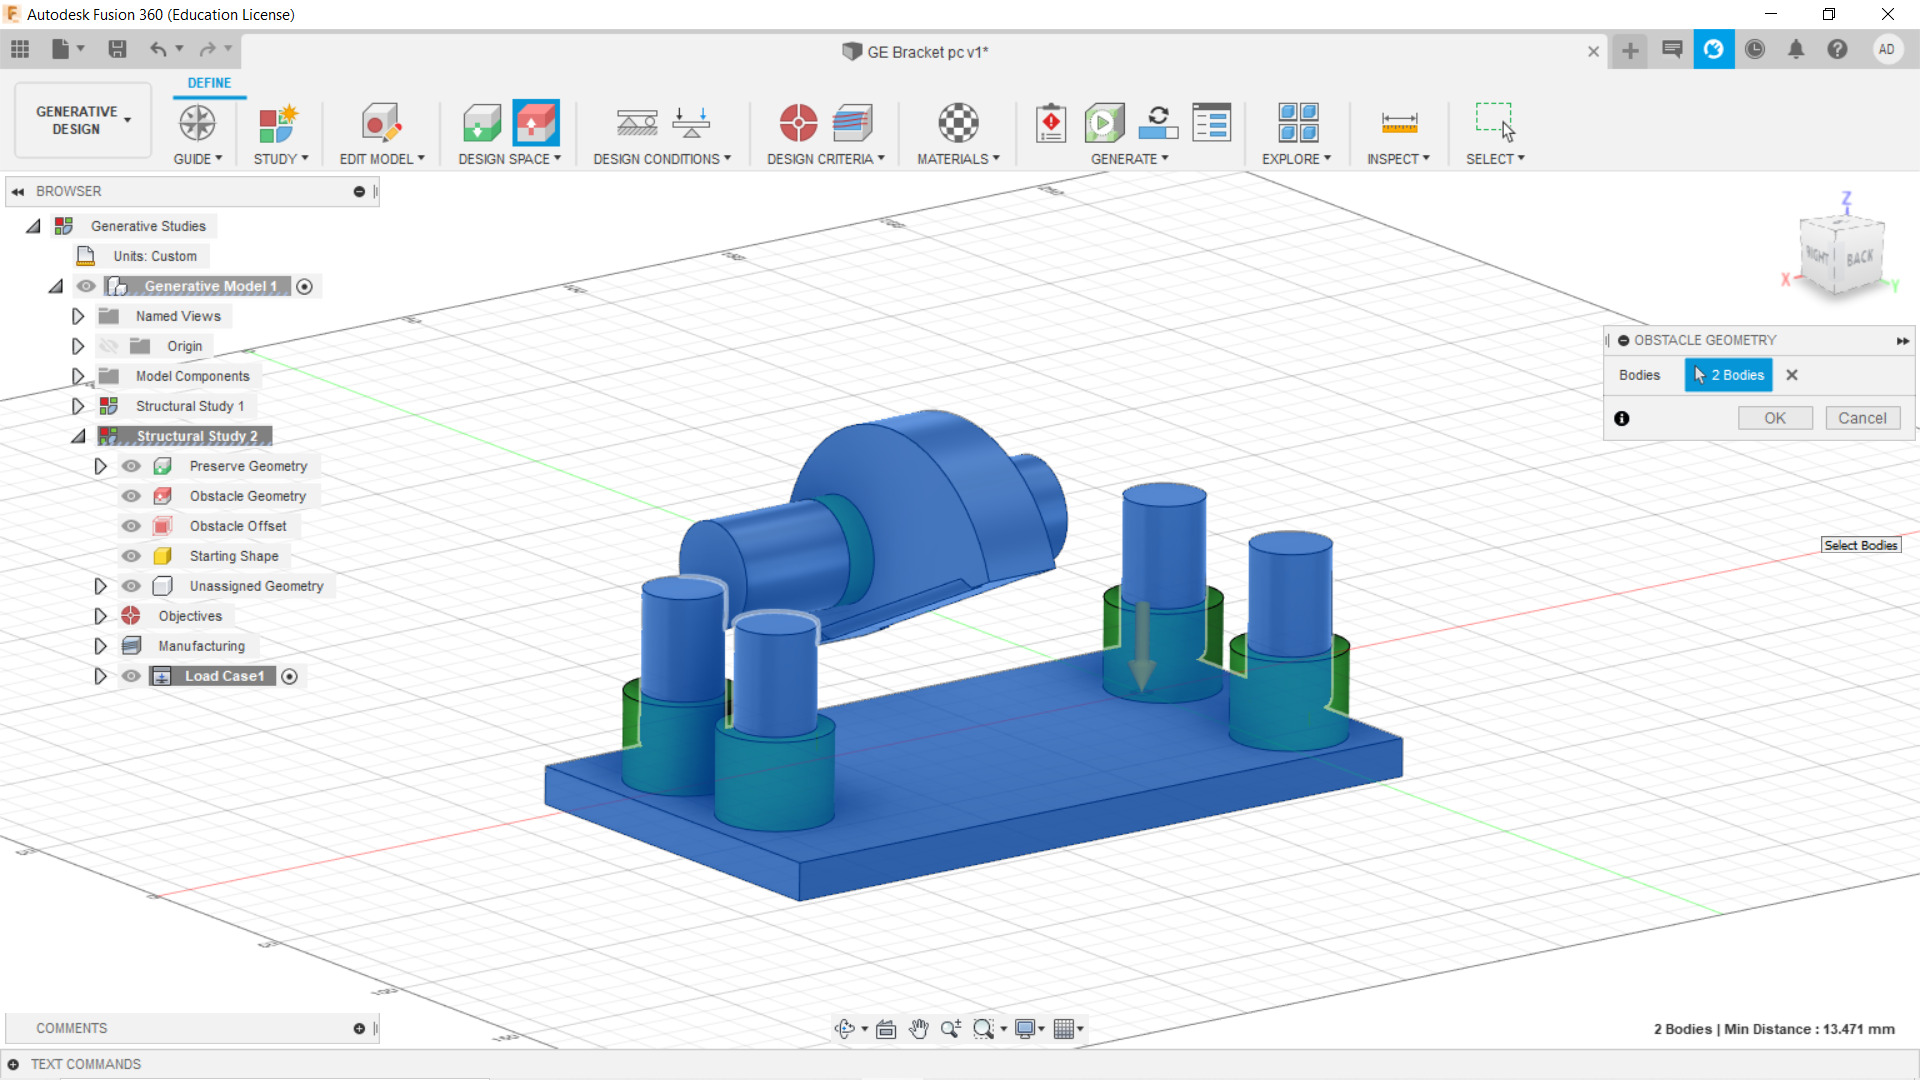 Autodesk Fusion 360 (Education License)
GE Bracket pc v1*
AD
DEFINE
GENERATIVE DESIGN
GUIDE
STUDY
EDIT MODEL
DESIGN SPACE
DESIGN CONDITIONS
DESIGN CRITERIA
MATERIALS
GENERATE
EXPLORE
INSPECT
SELECT
BROWSER
Generative Studies
Units: Custom
Generative Model 1
Named Views
Origin
Model Components
Structural Study 1
Structural Study 2
Preserve Geometry
Obstacle Geometry
Obstacle Offset
Starting Shape
Unassigned Geometry
Objectives
Manufacturing
Load Case1
Z
RIGHT
BACK
X
Y
OBSTACLE GEOMETRY
Bodies
2 Bodies
OK
Cancel
Select Bodies
COMMENTS
2 Bodies | Min Distance : 13.471 mm
TEXT COMMANDS